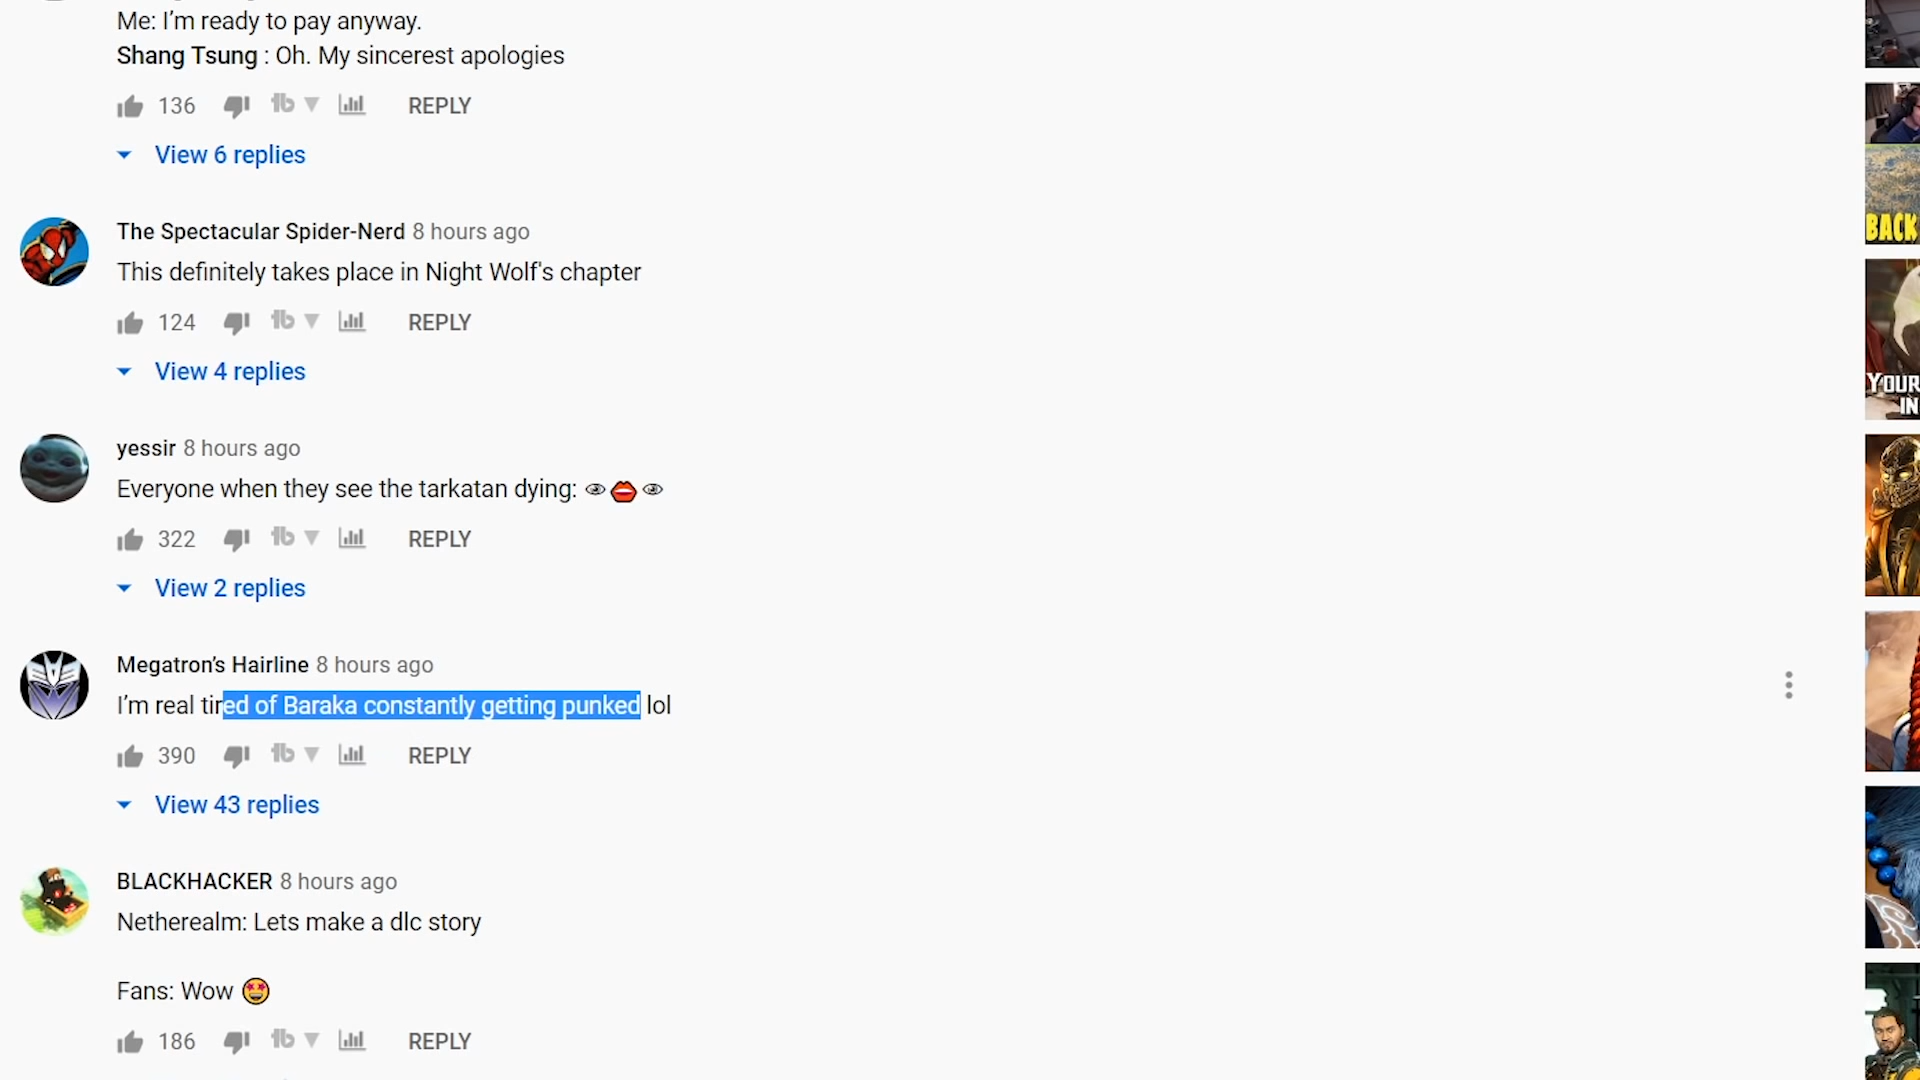 Me: I’m ready to pay anyway.
Shang Tsung : Oh. My sincerest apologies
136 REPLY
View 6 replies
The Spectacular Spider-Nerd 8 hours ago
This definitely takes place in Night Wolf's chapter
124 REPLY
View 4 replies
yessir 8 hours ago
Everyone when they see the tarkatan dying: 👁👄👁
322 REPLY
View 2 replies
Megatron’s Hairline 8 hours ago
I’m real tired of Baraka constantly getting punked lol
390 REPLY
View 43 replies
BLACKHACKER 8 hours ago
Netherealm: Lets make a dlc story
Fans: Wow 🤩
186 REPLY
BACK
YOUR
IN